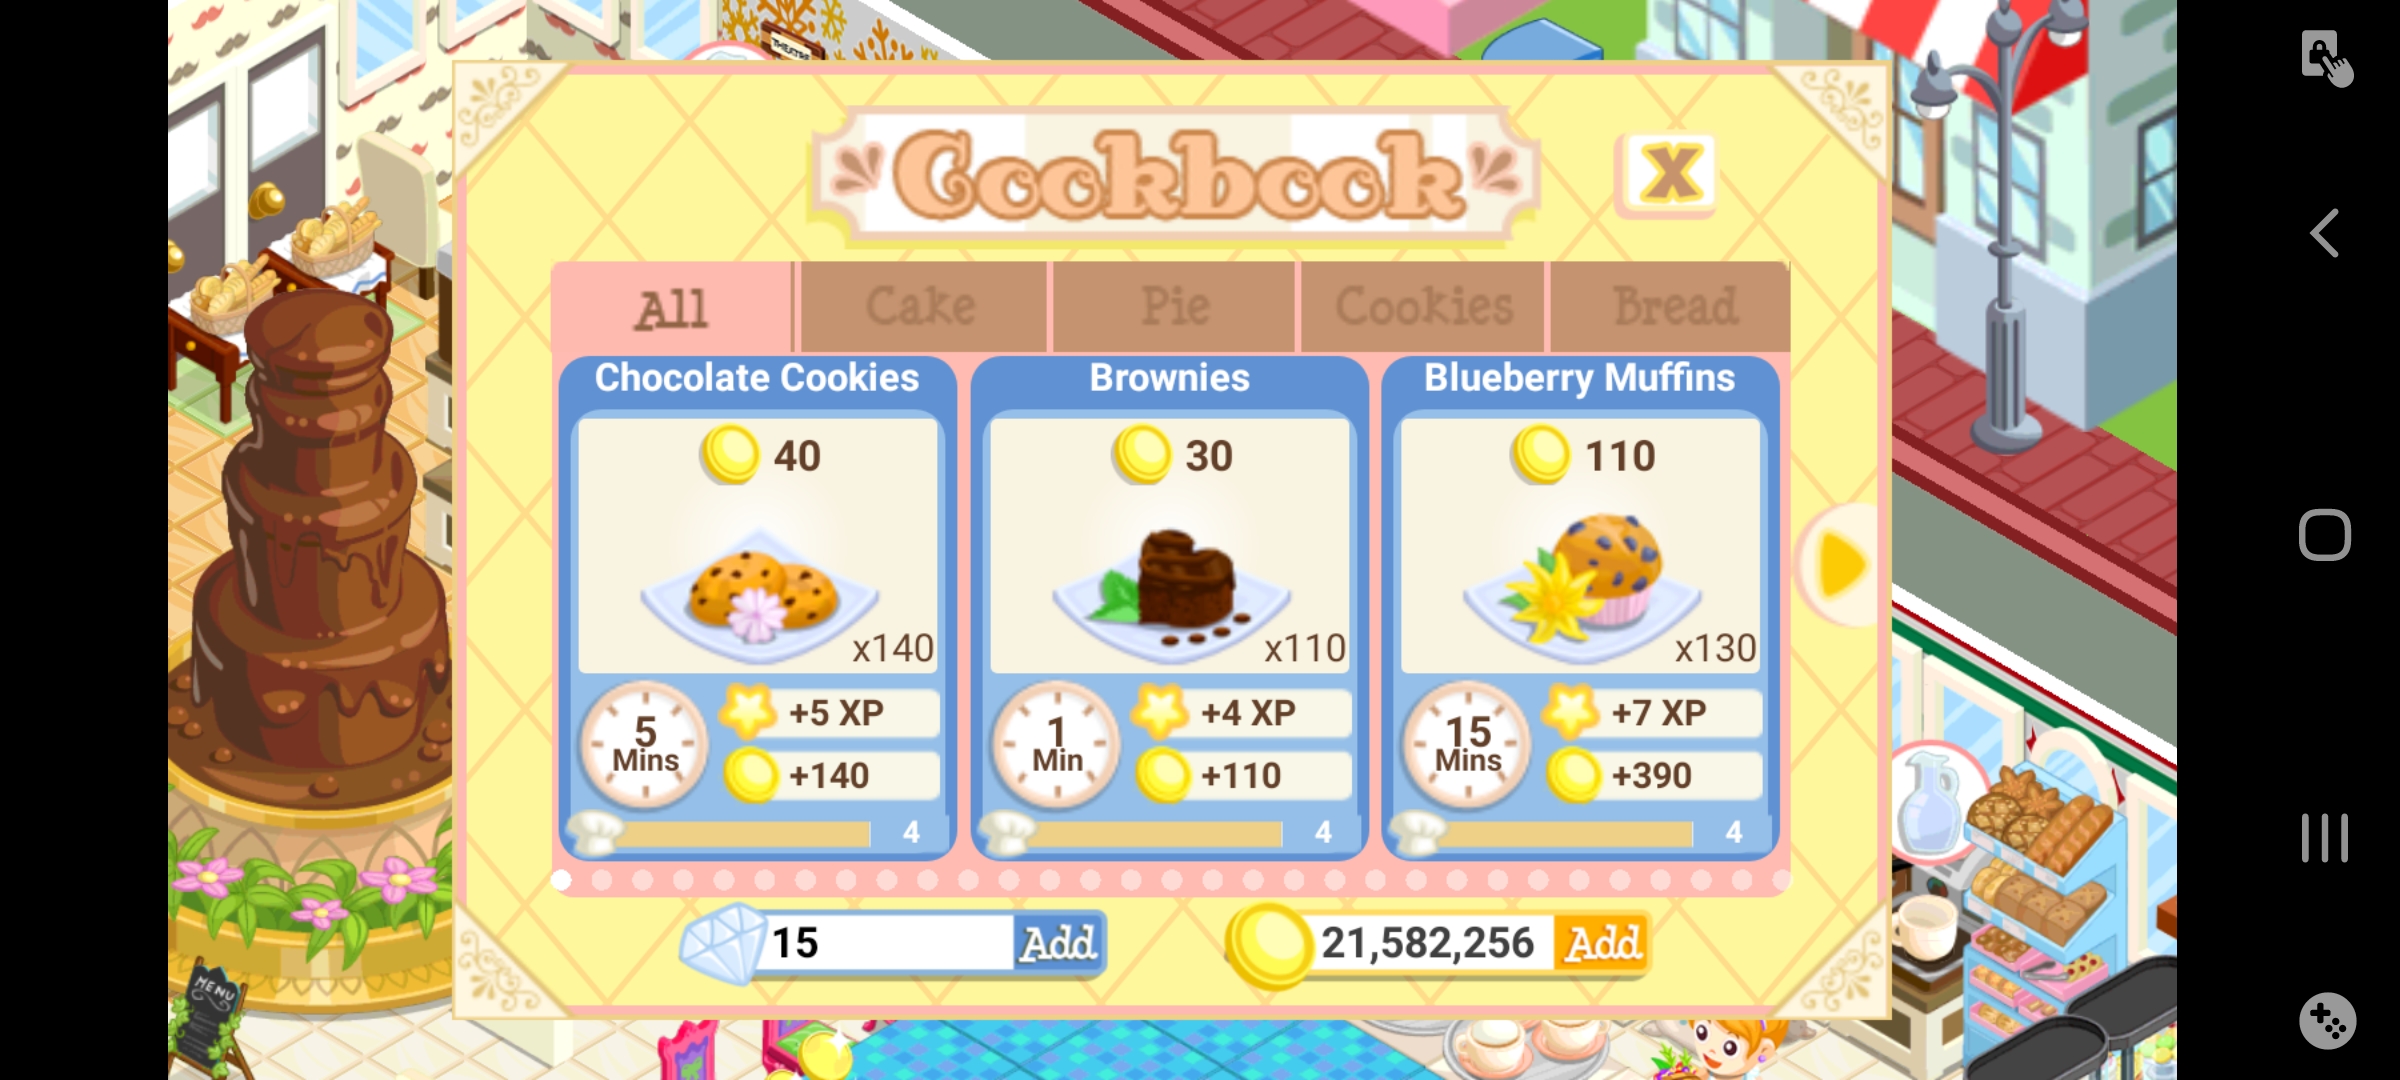 THEATRE
Cookbook
X
All
Cake
Pie
Cookies
Bread
Chocolate Cookies
40
x140
5
Mins
+5 XP
+140
4
Brownies
30
x110
1
Min
+4 XP
+110
4
Blueberry Muffins
110
x130
15
Mins
+7 XP
+390
4
15
Add
21,582,256
Add
MENU